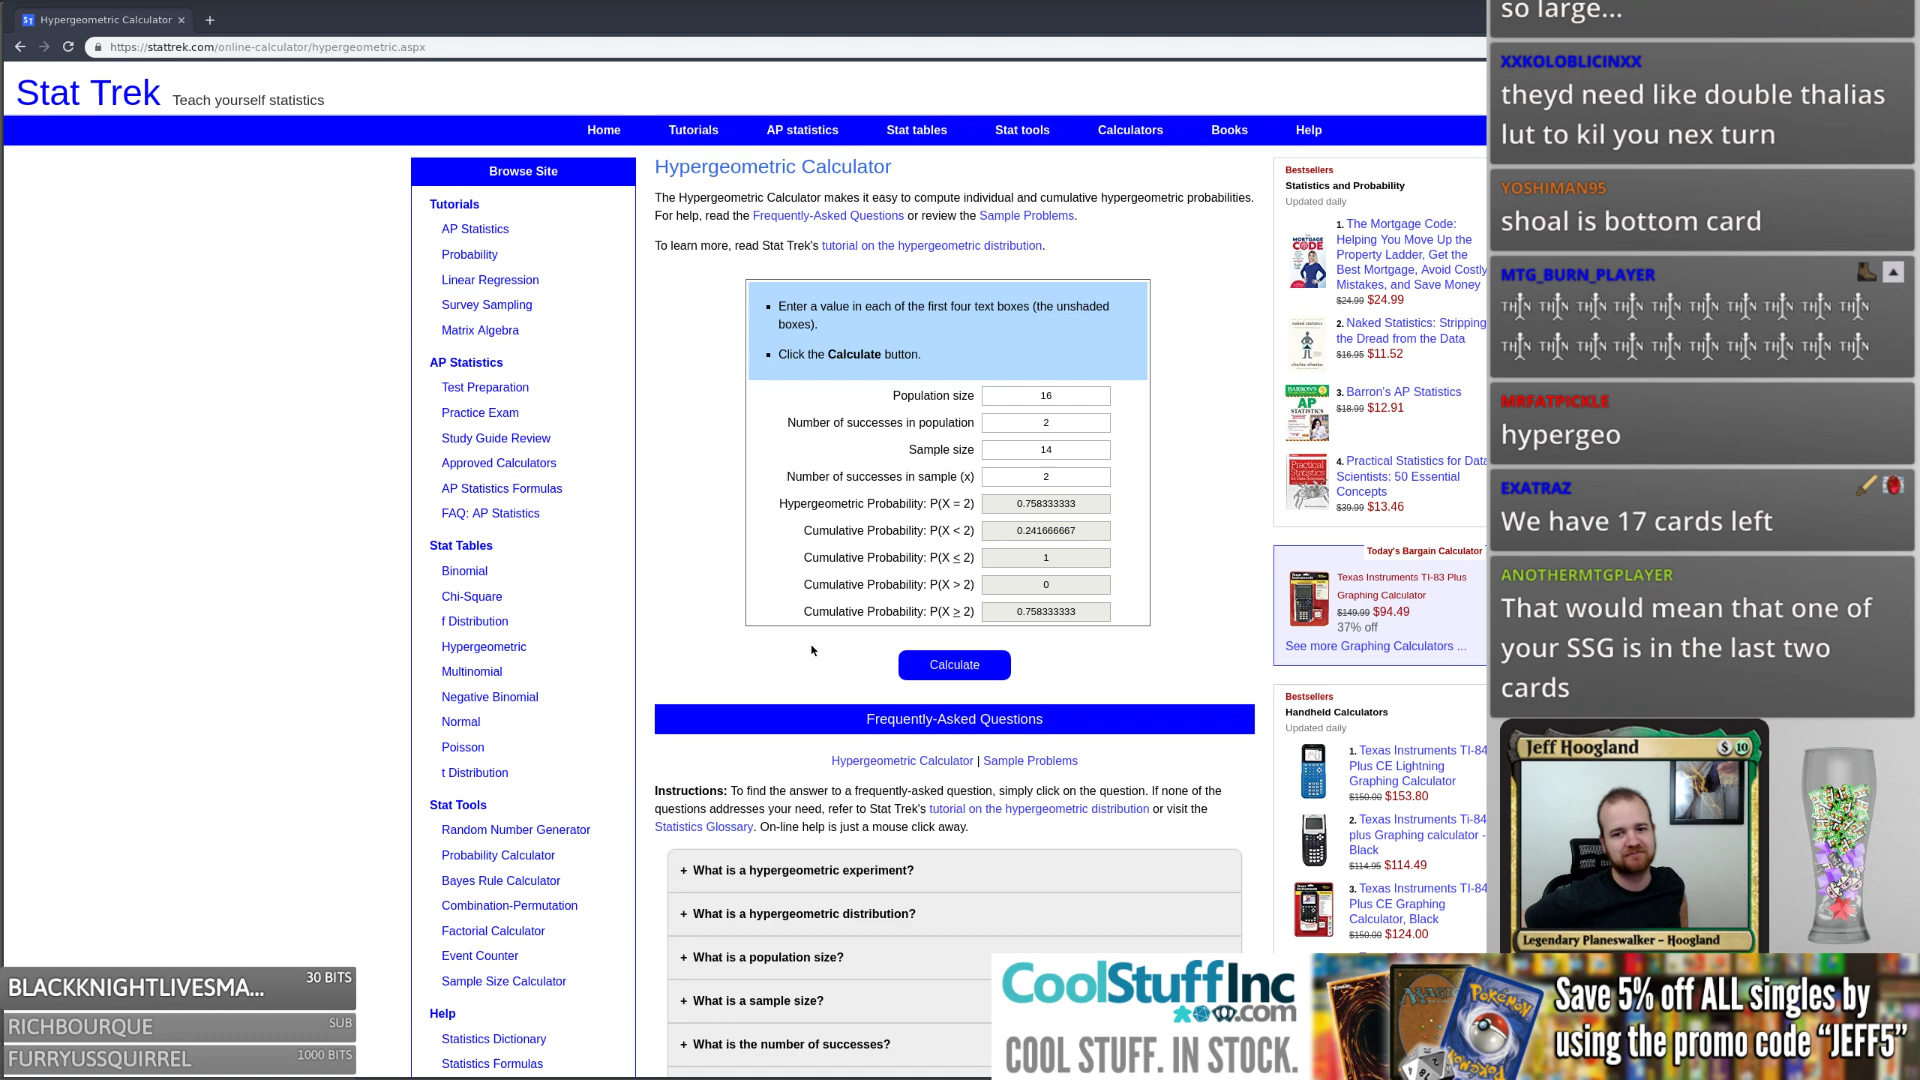 Hypergeometric Calculator
https://stattrek.com/online-calculator/hypergeometric.aspx
Stat Trek Teach yourself statistics
Home Tutorials AP statistics Stat tables Stat tools Calculators Books Help
Browse Site
Tutorials
AP Statistics
Probability
Linear Regression
Survey Sampling
Matrix Algebra
AP Statistics
Test Preparation
Practice Exam
Study Guide Review
Approved Calculators
AP Statistics Formulas
FAQ: AP Statistics
Stat Tables
Binomial
Chi-Square
f Distribution
Hypergeometric
Multinomial
Negative Binomial
Normal
Poisson
t Distribution
Stat Tools
Random Number Generator
Probability Calculator
Bayes Rule Calculator
Combination-Permutation
Factorial Calculator
Event Counter
Sample Size Calculator
Help
Statistics Dictionary
Statistics Formulas
Hypergeometric Calculator
The Hypergeometric Calculator makes it easy to compute individual and cumulative hypergeometric probabilities.
For help, read the Frequently-Asked Questions or review the Sample Problems.
To learn more, read Stat Trek's tutorial on the hypergeometric distribution.
▪ Enter a value in each of the first four text boxes (the unshaded
boxes).
▪ Click the Calculate button.
Population size 16
Number of successes in population 2
Sample size 14
Number of successes in sample (x) 2
Hypergeometric Probability: P(X = 2) 0.758333333
Cumulative Probability: P(X < 2) 0.241666667
Cumulative Probability: P(X ≤ 2) 1
Cumulative Probability: P(X > 2) 0
Cumulative Probability: P(X ≥ 2) 0.758333333
Calculate
Frequently-Asked Questions
Hypergeometric Calculator | Sample Problems
Instructions: To find the answer to a frequently-asked question, simply click on the question. If none of the
questions addresses your need, refer to Stat Trek's tutorial on the hypergeometric distribution or visit the
Statistics Glossary. On-line help is just a mouse click away.
+ What is a hypergeometric experiment?
+ What is a hypergeometric distribution?
+ What is a population size?
+ What is a sample size?
+ What is the number of successes?
Bestsellers
Statistics and Probability
Updated daily
1. The Mortgage Code:
Helping You Move Up the
Property Ladder, Get the
Best Mortgage, Avoid Costly
Mistakes, and Save Money
$24.99 $24.99
2. Naked Statistics: Stripping
the Dread from the Data
$16.95 $11.52
3. Barron's AP Statistics
$18.99 $12.91
4. Practical Statistics for Data
Scientists: 50 Essential
Concepts
$39.99 $13.46
Today's Bargain Calculator
Texas Instruments TI-83 Plus
Graphing Calculator
$149.99 $94.49
37% off
See more Graphing Calculators ...
Bestsellers
Handheld Calculators
Updated daily
1. Texas Instruments TI-84
Plus CE Lightning
Graphing Calculator
$150.00 $153.80
2. Texas Instruments Ti-84
plus Graphing calculator -
Black
$114.95 $114.49
3. Texas Instruments TI-84
Plus CE Graphing
Calculator, Black
$150.00 $124.00
so large...
XXKOLOBLICINXX
theyd need like double thalias
lut to kil you nex turn
YOSHIMAN95
shoal is bottom card
MTG_BURN_PLAYER
THIN THIN THIN THIN THIN THIN THIN THIN THIN THIN
THIN THIN THIN THIN THIN THIN THIN THIN THIN THIN
MRFATPICKLE
hypergeo
EXATRAZ
We have 17 cards left
ANOTHERMTGPLAYER
That would mean that one of
your SSG is in the last two
cards
Jeff Hoogland $ 10
Legendary Planeswalker - Hoogland
BLACKKNIGHTLIVESMA... 30 BITS
RICHBOURQUE SUB
FURRYUSSQUIRREL 1000 BITS
CoolStuffInc
.com
COOL STUFF. IN STOCK.
Save 5% off ALL singles by
using the promo code "JEFF5"